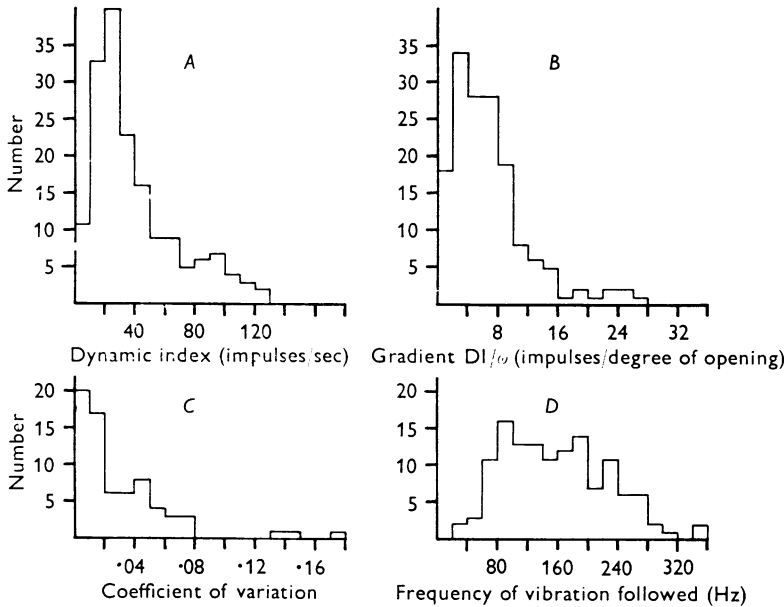 A
Number
35
30
25
20
15
10
5
40 80 120
Dynamic index (impulses/sec)
B
35
30
25
20
15
10
5
8 16 24 32
Gradient DI/ω (impulses/degree of opening)
C
Number
20
15
10
5
·04 ·08 ·12 ·16
Coefficient of variation
D
20
15
10
5
80 160 240 320
Frequency of vibration followed (Hz)